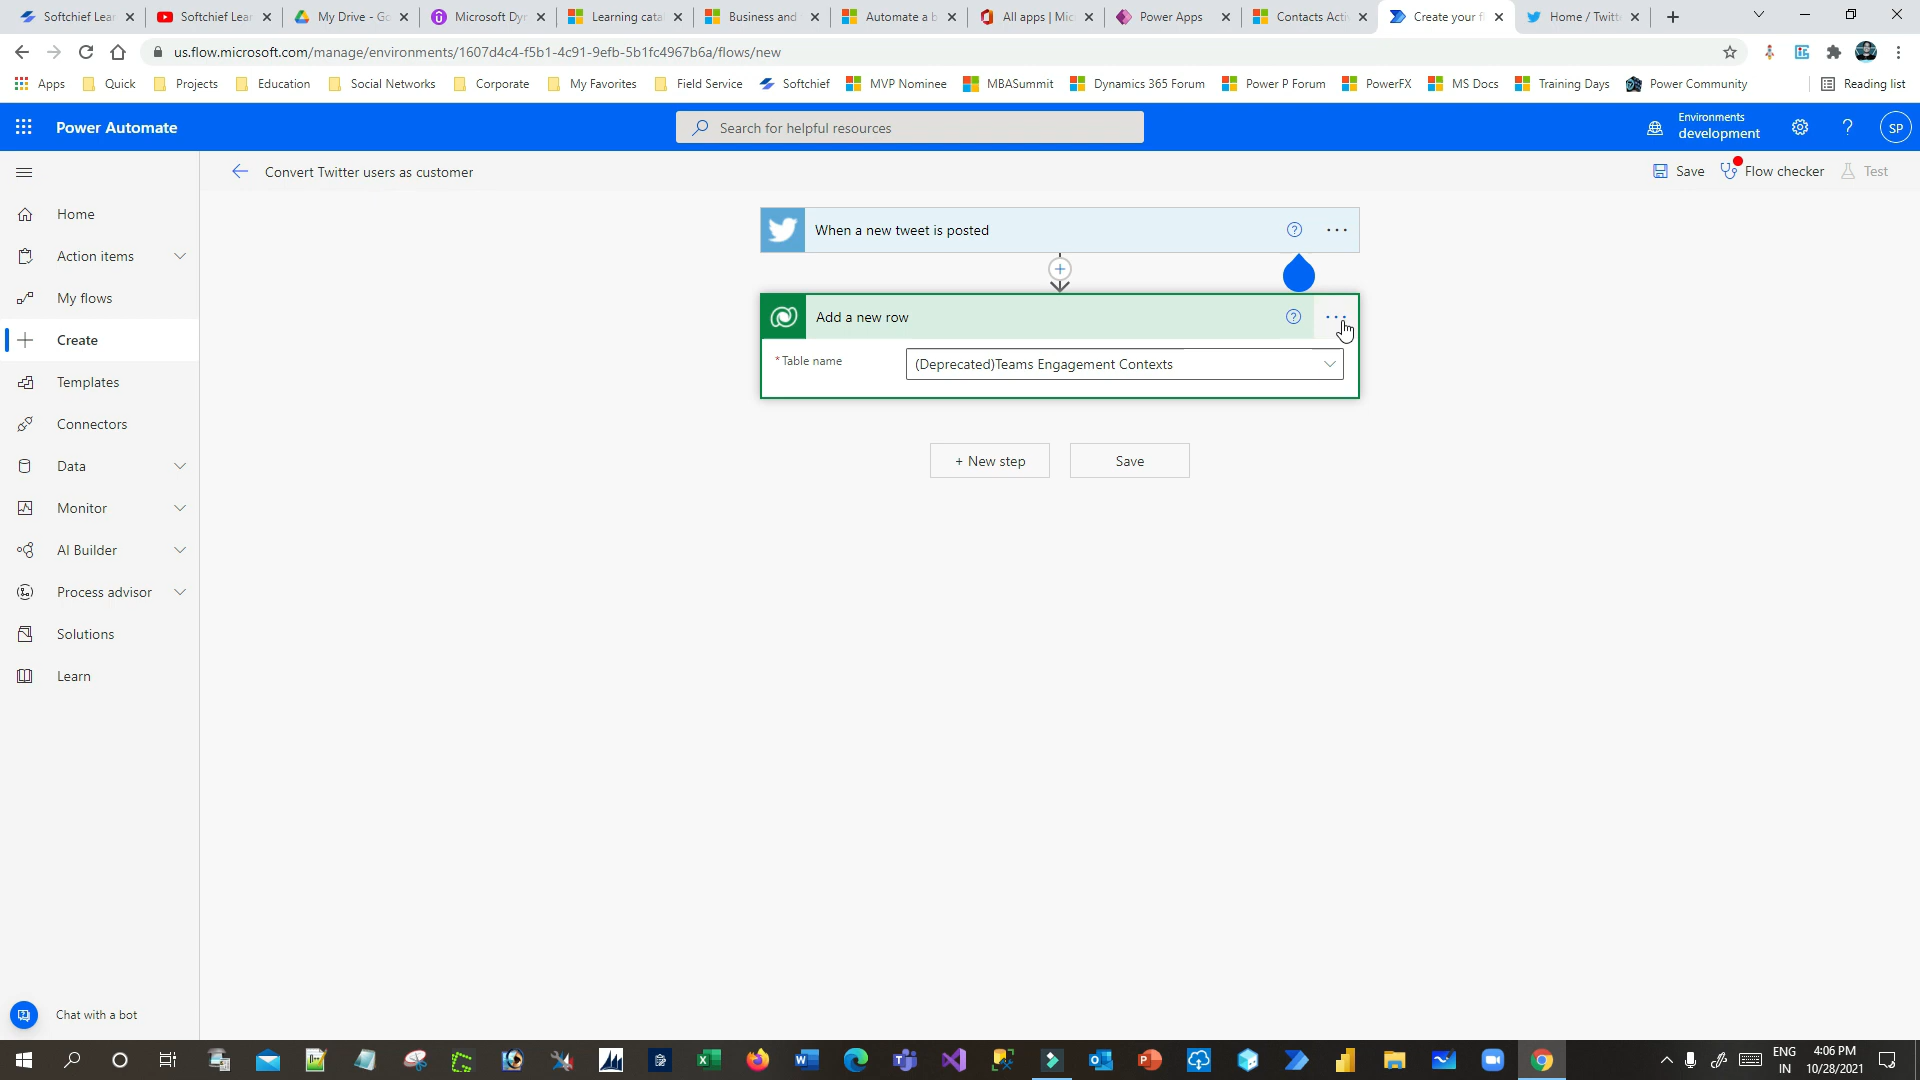 Softchief Lear
Softchief Lear
My Drive - Go
Microsoft Dyn
Learning cata
Business and
Automate a b
All apps | Mic
Power Apps
Contacts Activ
Create your f
Home / Twitt
us.flow.microsoft.com/manage/environments/1607d4c4-f5b1-4c91-9efb-5b1fc4967b6a/flows/new
Apps
Quick
Projects
Education
Social Networks
Corporate
My Favorites
Field Service
Softchief
MVP Nominee
MBASummit
Dynamics 365 Forum
Power P Forum
PowerFX
MS Docs
Training Days
Power Community
Reading list
Power Automate
Search for helpful resources
Environments
development
SP
Convert Twitter users as customer
Save
Flow checker
Test
Home
Action items
My flows
Create
Templates
Connectors
Data
Monitor
AI Builder
Process advisor
Solutions
Learn
Chat with a bot
When a new tweet is posted
Add a new row
* Table name
(Deprecated)Teams Engagement Contexts
+ New step
Save
ENG
IN
4:06 PM
10/28/2021